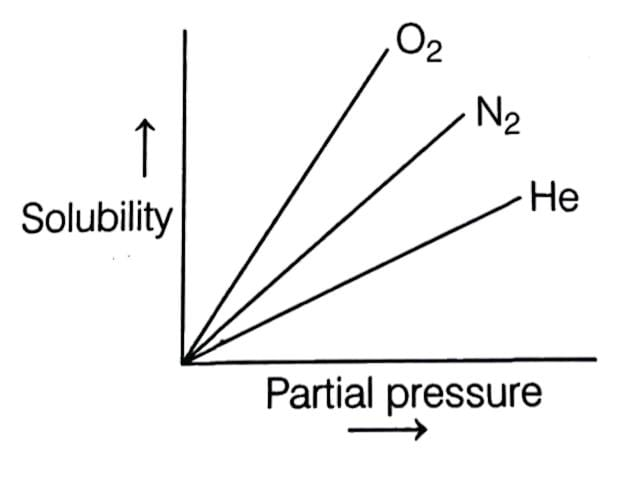 O₂
N₂
He
Solubility
Partial pressure